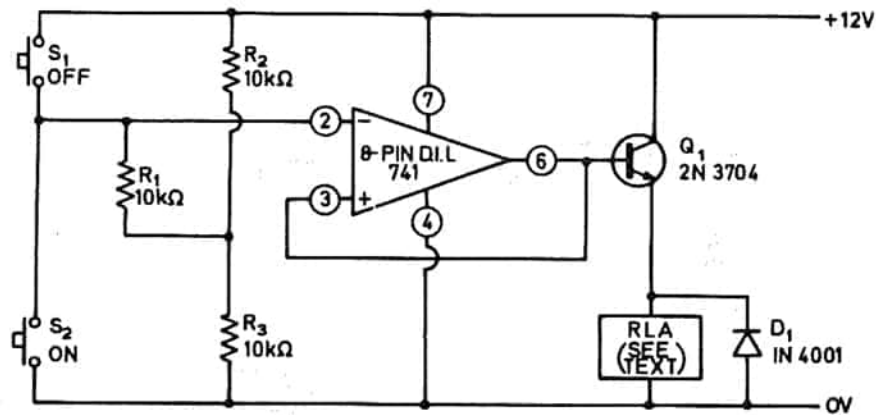 +12V
S1
OFF
R2
10kΩ
7
2
−
8-PIN D.I.L
741
6
Q1
2N 3704
R1
10kΩ
3
+
4
S2
ON
R3
10kΩ
RLA
(SEE
TEXT)
D1
IN 4001
0V